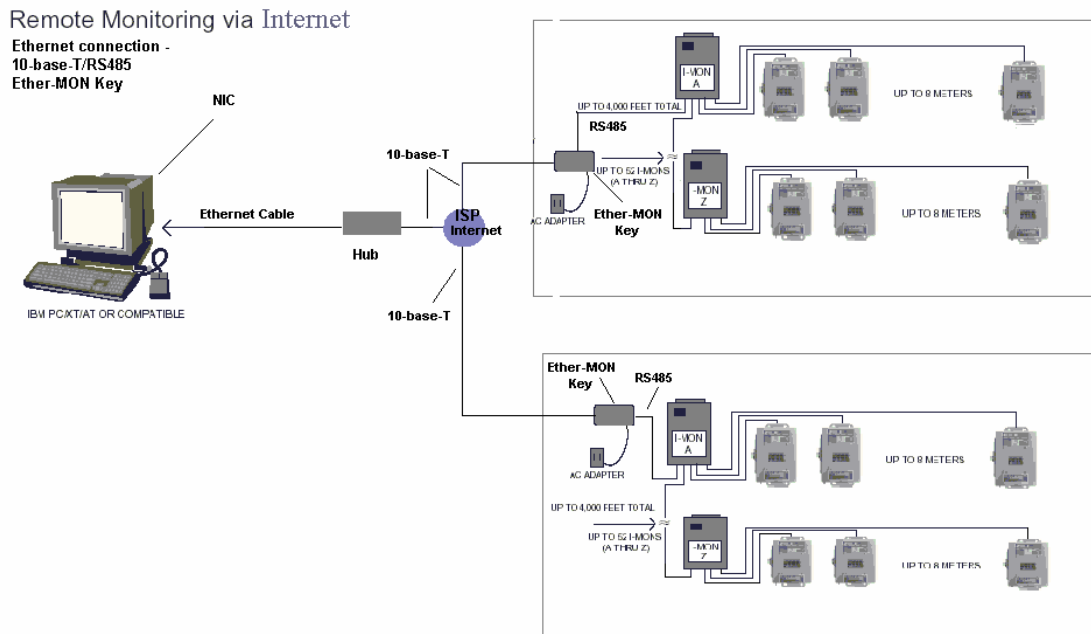 Remote Monitoring via Internet
Ethernet connection -
10-base-T/RS485
Ether-MON Key
NIC
10-base-T
Ethernet Cable
Hub
ISP
Internet
10-base-T
IBM PC/XT/AT OR COMPATIBLE
UP TO 4,000 FEET TOTAL
RS485
UP TO 52 I-MONS
(A THRU Z)
AC ADAPTER
Ether-MON
Key
I-MON
A
UP TO 8 METERS
-MON
Z
UP TO 8 METERS
Ether-MON
Key
RS485
AC ADAPTER
I-MON
A
UP TO 8 METERS
UP TO 4,000 FEET TOTAL
UP TO 52 I-MONS
(A THRU Z)
-MON
Z
UP TO 8 METERS